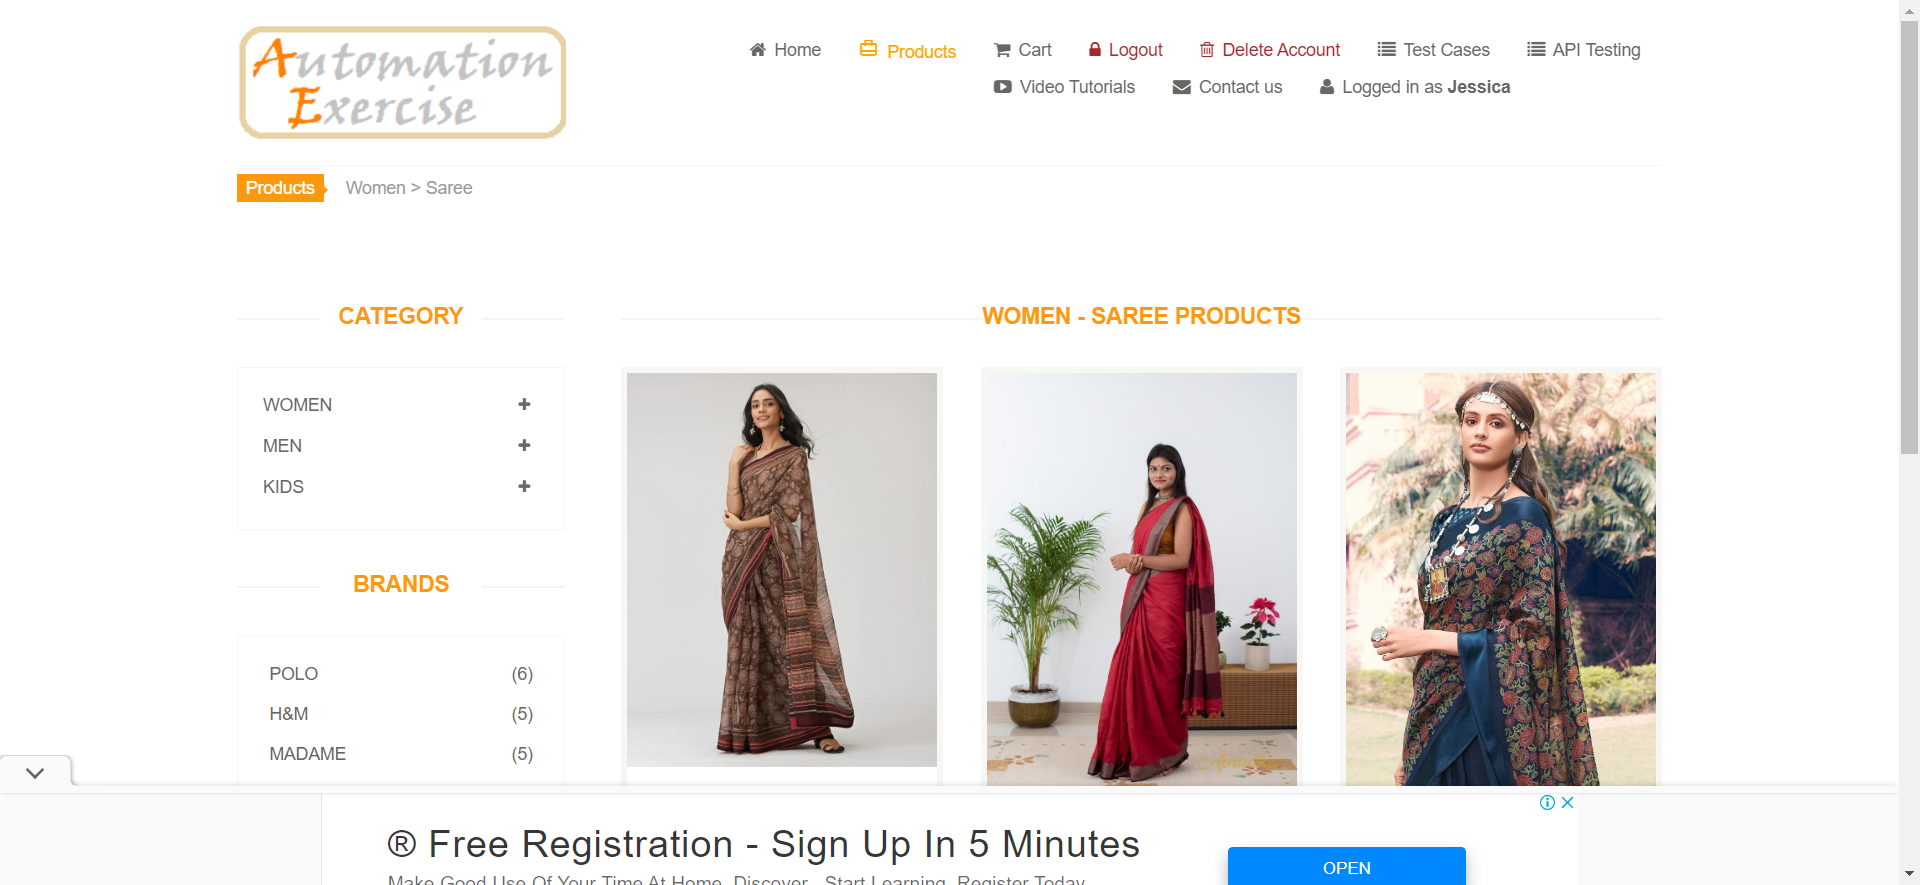 Automation
Exercise
Home
Products
Cart
Logout
Delete Account
Test Cases
API Testing
Video Tutorials
Contact us
Logged in as Jessica
Products
Women > Saree
CATEGORY
WOMEN
MEN
KIDS
BRANDS
POLO (6)
H&M (5)
MADAME (5)
WOMEN - SAREE PRODUCTS
® Free Registration - Sign Up In 5 Minutes
Make Good Use Of Your Time At Home. Discover.. Start Learning. Register Today
OPEN